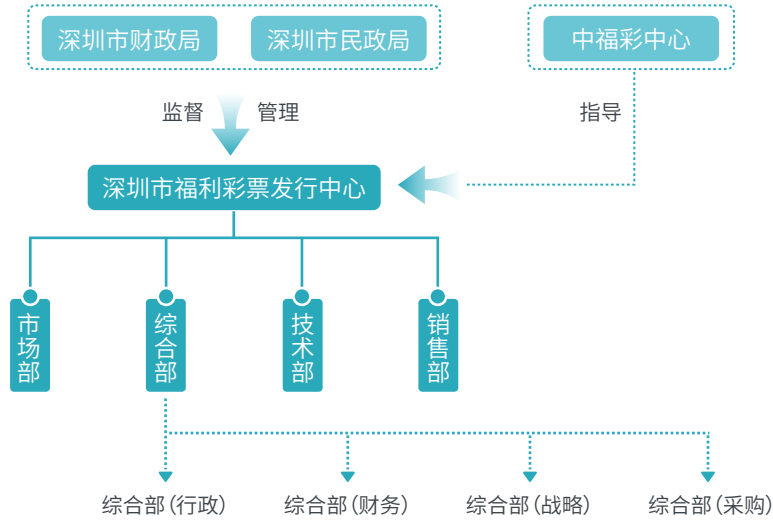 深圳市财政局
深圳市民政局
中福彩中心
监督
管理
指导
深圳市福利彩票发行中心
市场部
综合部
技术部
销售部
综合部（行政）
综合部（财务）
综合部（战略）
综合部（采购）